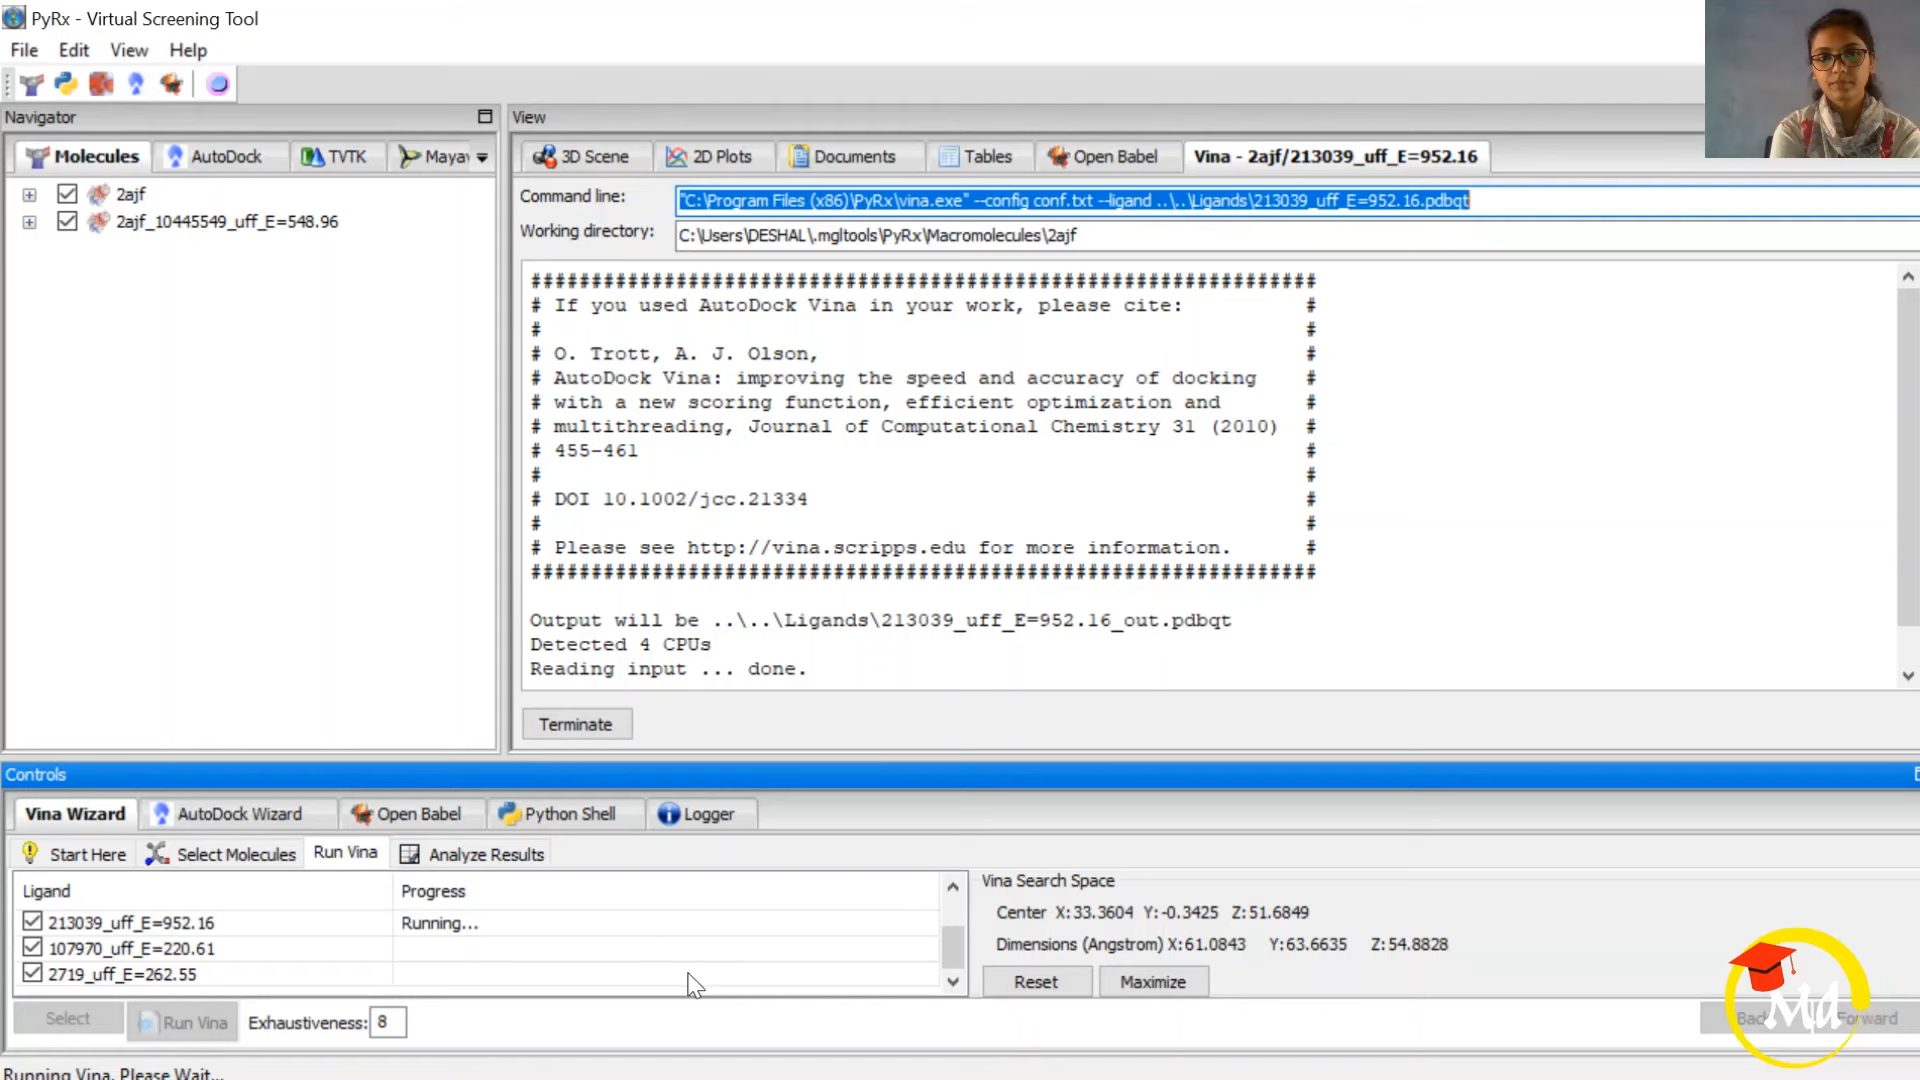 PyRx - Virtual Screening Tool
File Edit View Help
Navigator
View
Molecules AutoDock TVTK Maya
3D Scene 2D Plots Documents Tables Open Babel Vina - 2ajf/213039_uff_E=952.16
2ajf
2ajf_10445549_uff_E=548.96
Command line: "C:\Program Files (x86)\PyRx\vina.exe" --config conf.txt --ligand ..\..\Ligands\213039_uff_E=952.16.pdbqt
Working directory: C:\Users\DESHAL\.mgltools\PyRx\Macromolecules\2ajf
#################################################################
# If you used AutoDock Vina in your work, please cite: #
# #
# O. Trott, A. J. Olson, #
# AutoDock Vina: improving the speed and accuracy of docking #
# with a new scoring function, efficient optimization and #
# multithreading, Journal of Computational Chemistry 31 (2010) #
# 455-461 #
# #
# DOI 10.1002/jcc.21334 #
# #
# Please see http://vina.scripps.edu for more information. #
#################################################################
Output will be ..\..\Ligands\213039_uff_E=952.16_out.pdbqt
Detected 4 CPUs
Reading input ... done.
Terminate
Controls
Vina Wizard AutoDock Wizard Open Babel Python Shell Logger
Start Here Select Molecules Run Vina Analyze Results
Ligand Progress
213039_uff_E=952.16 Running...
107970_uff_E=220.61
2719_uff_E=262.55
Vina Search Space
Center X:33.3604 Y:-0.3425 Z:51.6849
Dimensions (Angstrom) X:61.0843 Y:63.6635 Z:54.8828
Reset Maximize
Select Run Vina Exhaustiveness: 8
Md
Running Vina. Please Wait...